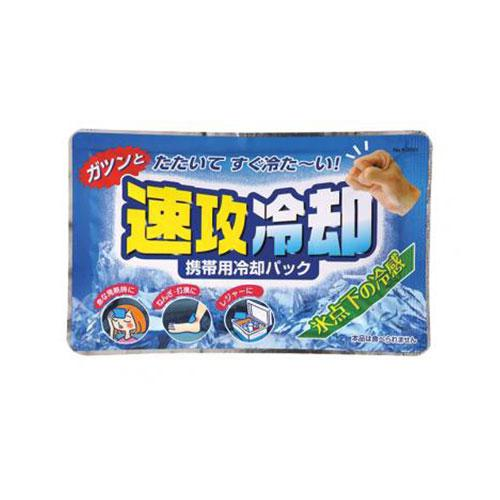 ガツンと
たたいて すぐ冷た〜い!
速攻冷却
携帯用冷却パック
急な発熱時に
ねんざ・打撲に
レジャーに
氷点下の冷感
本品は食べられません